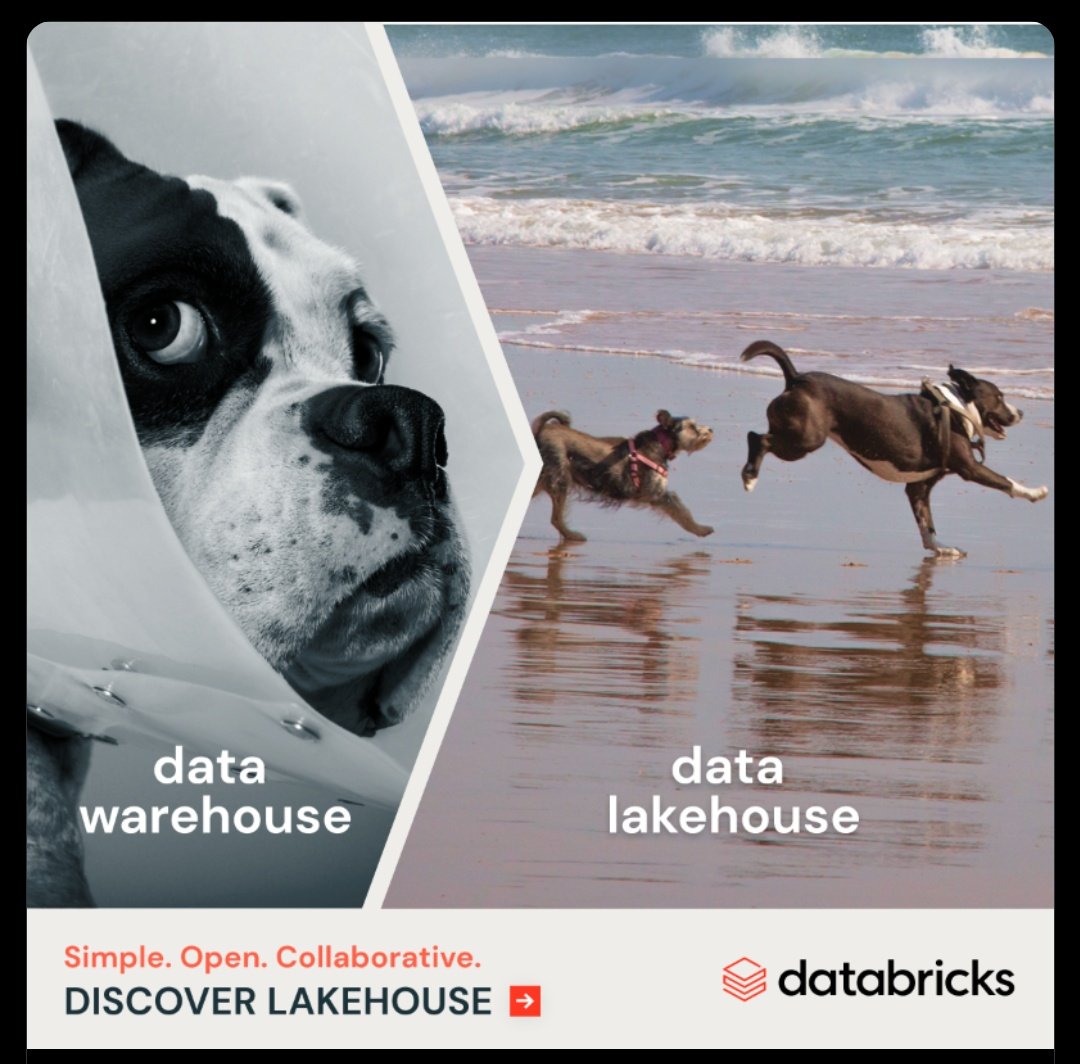 data
warehouse
data
lakehouse
Simple. Open. Collaborative.
DISCOVER LAKEHOUSE
databricks